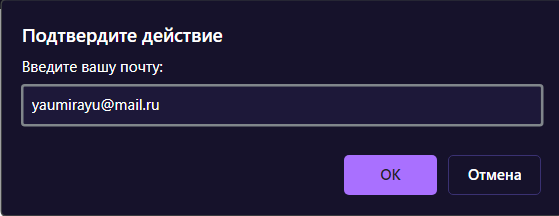 Подтвердите действие
Введите вашу почту:
yaumirayu@mail.ru
OK
Отмена